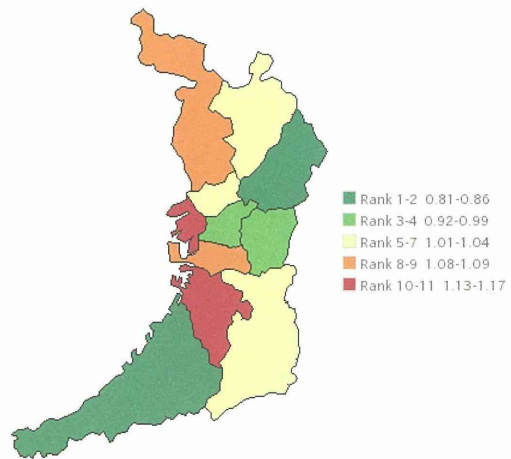 Rank 1-2 0.81-0.86
Rank 3-4 0.92-0.99
Rank 5-7 1.01-1.04
Rank 8-9 1.08-1.09
Rank 10-11 1.13-1.17